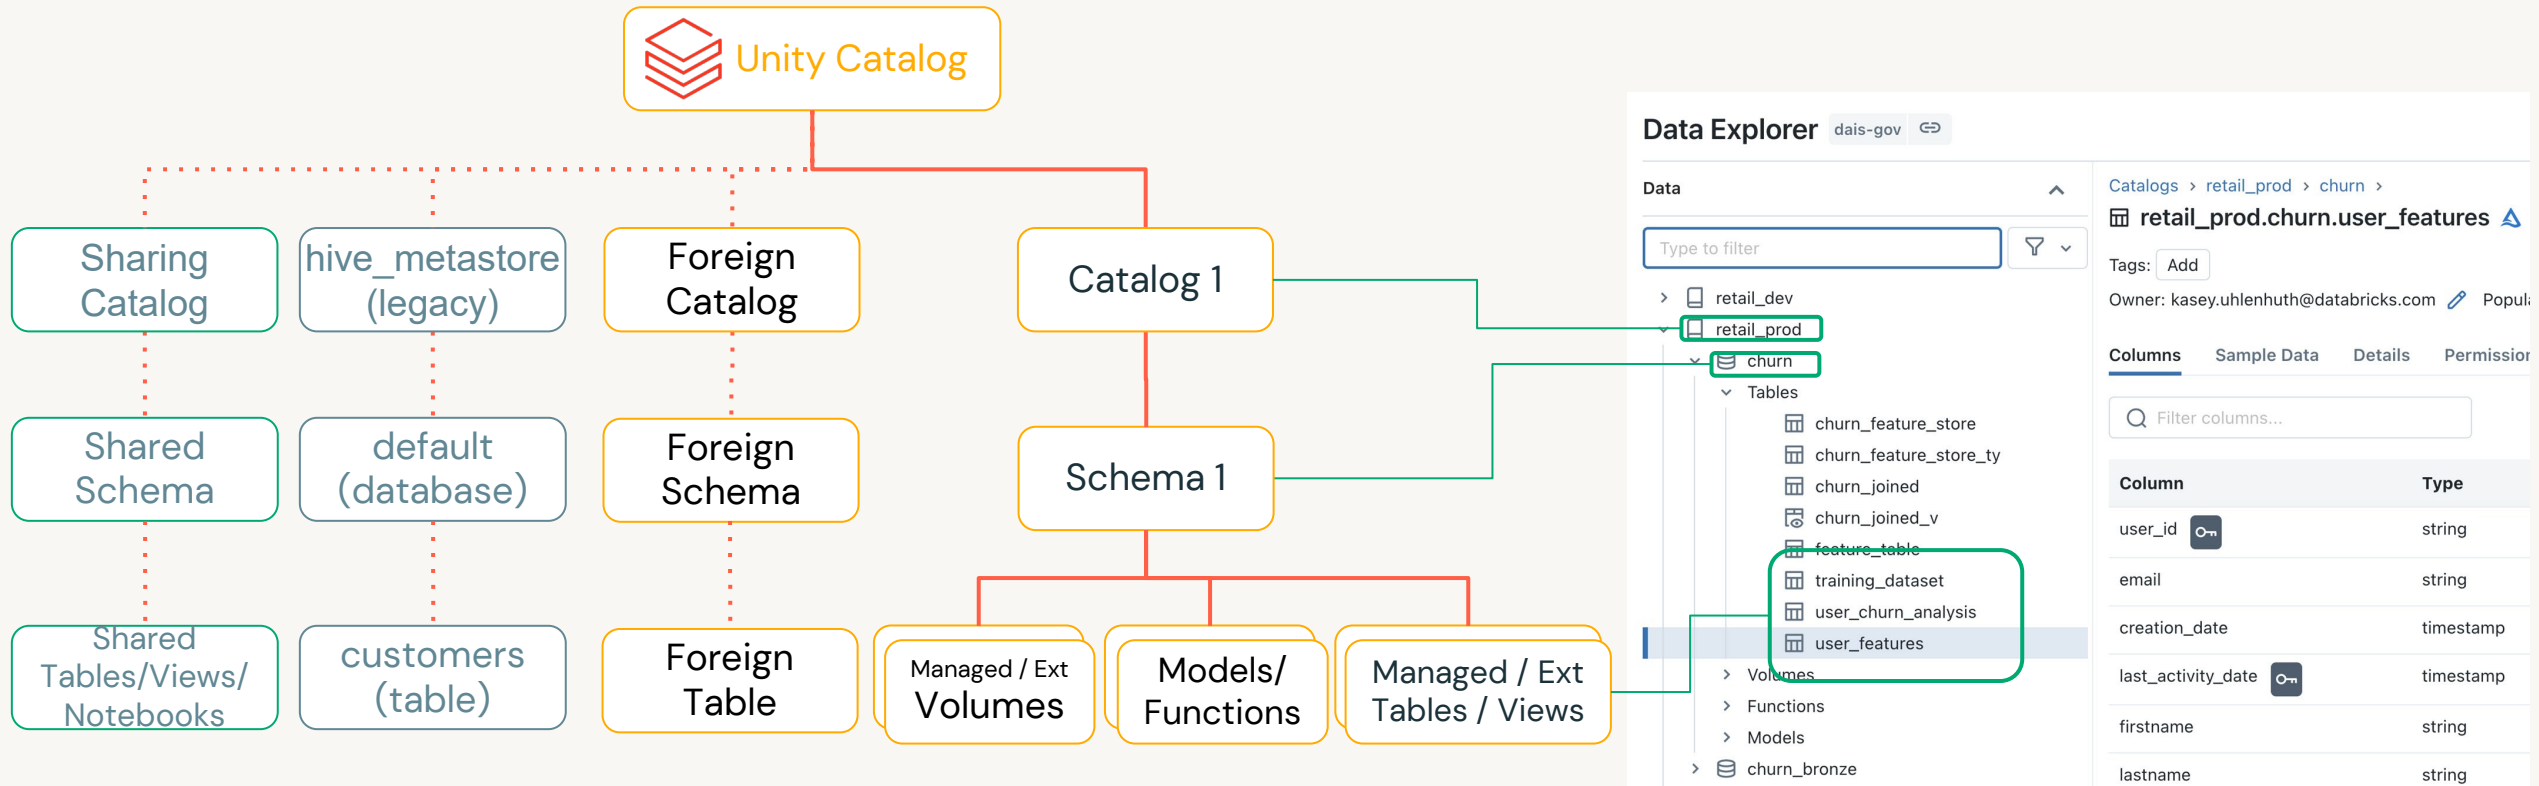 Unity Catalog
Sharing
Catalog
hive_metastore
(legacy)
Foreign
Catalog
Catalog 1
Shared
Schema
default
(database)
Foreign
Schema
Schema 1
Shared
Tables/Views/
Notebooks
customers
(table)
Foreign
Table
Managed / Ext
Volumes
Models/
Functions
Managed / Ext
Tables / Views
Data Explorer
dais-gov
Data
Type to filter
retail_dev
retail_prod
churn
Tables
churn_feature_store
churn_feature_store_ty
churn_joined
churn_joined_v
feature_table
training_dataset
user_churn_analysis
user_features
Volumes
Functions
Models
churn_bronze
Catalogs > retail_prod > churn >
retail_prod.churn.user_features
Tags: Add
Owner: kasey.uhlenhuth@databricks.com Popul
Columns Sample Data Details Permission
Filter columns...
Column Type
user_id string
email string
creation_date timestamp
last_activity_date timestamp
firstname string
lastname string